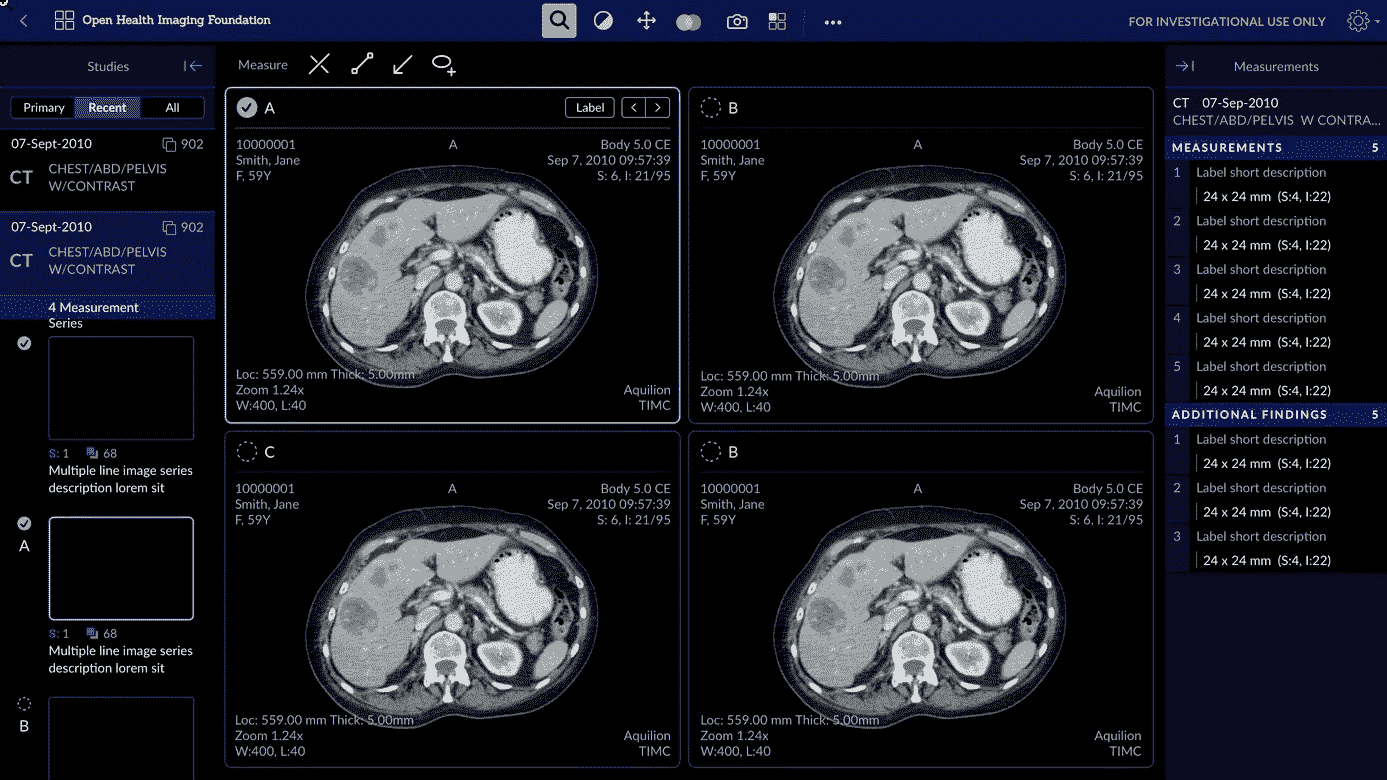 Open Health Imaging Foundation
FOR INVESTIGATIONAL USE ONLY
Studies
Primary
Recent
All
07-Sept-2010 902
CT
CHEST/ABD/PELVIS
W/CONTRAST
07-Sept-2010 902
CT
CHEST/ABD/PELVIS
W/CONTRAST
4 Measurement
Series
S: 1 68
Multiple line image series
description lorem sit
A
S: 1 68
Multiple line image series
description lorem sit
B
Measure
A
Label
10000001
Smith, Jane
F, 59Y
A
Body 5.0 CE
Sep 7, 2010 09:57:39
S: 6, I: 21/95
Loc: 559.00 mm Thick: 5.00mm
Zoom 1.24x
W:400, L:40
Aquilion
TIMC
B
10000001
Smith, Jane
F, 59Y
A
Body 5.0 CE
Sep 7, 2010 09:57:39
S: 6, I: 21/95
Loc: 559.00 mm Thick: 5.00mm
Zoom 1.24x
W:400, L:40
Aquilion
TIMC
C
10000001
Smith, Jane
F, 59Y
A
Body 5.0 CE
Sep 7, 2010 09:57:39
S: 6, I: 21/95
Loc: 559.00 mm Thick: 5.00mm
Zoom 1.24x
W:400, L:40
Aquilion
TIMC
B
10000001
Smith, Jane
F, 59Y
A
Body 5.0 CE
Sep 7, 2010 09:57:39
S: 6, I: 21/95
Loc: 559.00 mm Thick: 5.00mm
Zoom 1.24x
W:400, L:40
Aquilion
TIMC
Measurements
CT 07-Sep-2010
CHEST/ABD/PELVIS W CONTRA...
MEASUREMENTS 5
1 Label short description
24 x 24 mm (S:4, I:22)
2 Label short description
24 x 24 mm (S:4, I:22)
3 Label short description
24 x 24 mm (S:4, I:22)
4 Label short description
24 x 24 mm (S:4, I:22)
5 Label short description
24 x 24 mm (S:4, I:22)
ADDITIONAL FINDINGS 5
1 Label short description
24 x 24 mm (S:4, I:22)
2 Label short description
24 x 24 mm (S:4, I:22)
3 Label short description
24 x 24 mm (S:4, I:22)